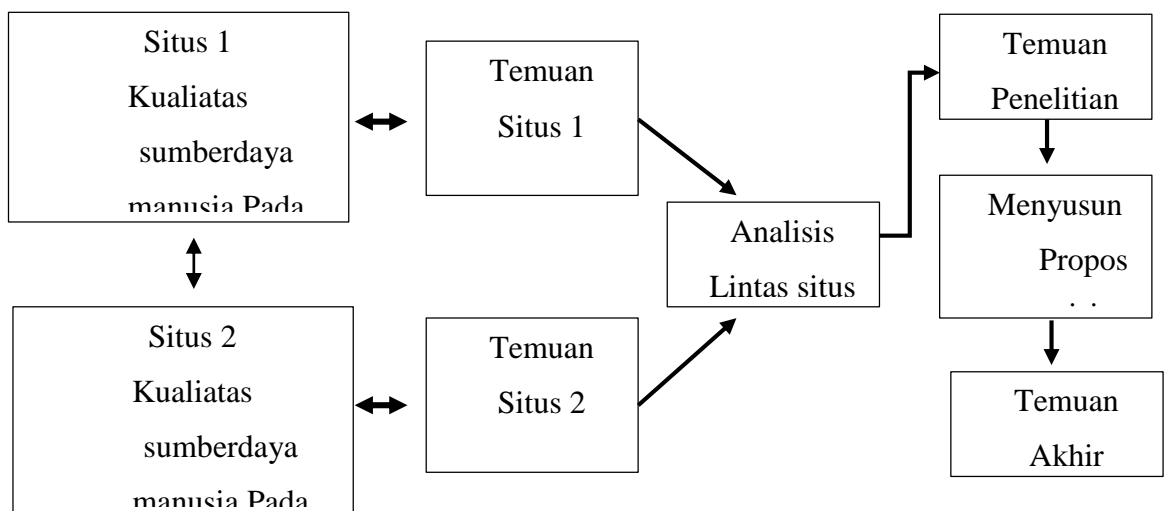 Situs 1
Kualiatas
sumberdaya
manusia Pada
Temuan
Situs 1
Situs 2
Kualiatas
sumberdaya
manusia Pada
Temuan
Situs 2
Analisis
Lintas situs
Temuan
Penelitian
Menyusun
Propos
Temuan
Akhir